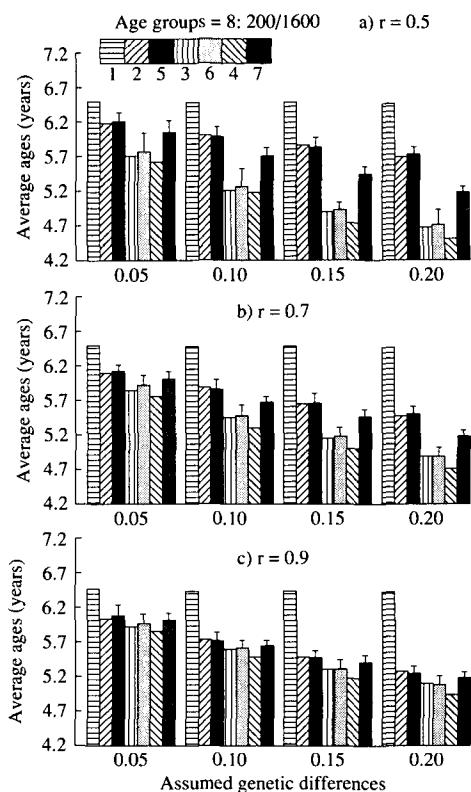 Age groups = 8: 200/1600 a) r = 0.5
1 2 5 3 6 4 7
Average ages (years)
7.2
6.7
6.2
5.7
5.2
4.7
4.2
0.05 0.10 0.15 0.20
b) r = 0.7
Average ages (years)
7.2
6.7
6.2
5.7
5.2
4.7
4.2
0.05 0.10 0.15 0.20
c) r = 0.9
Average ages (years)
7.2
6.7
6.2
5.7
5.2
4.7
4.2
0.05 0.10 0.15 0.20
Assumed genetic differences